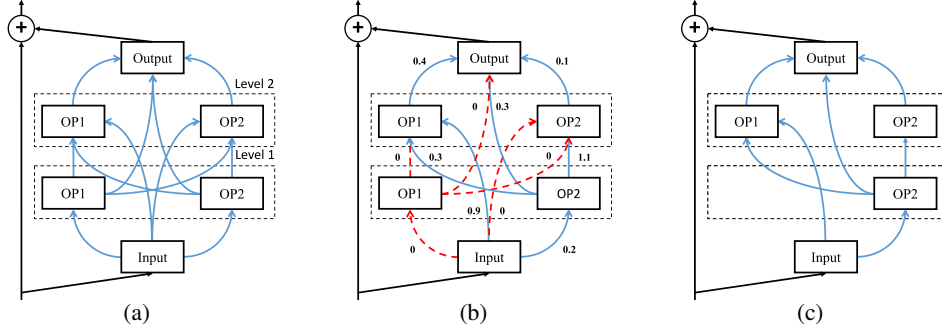 +
Output
Level 2
OP1
OP2
Level 1
OP1
OP2
Input
(a)
+
Output
0.4
0.1
0
0.3
OP1
OP2
0
0.3
0
1.1
OP1
OP2
0.9
0
0
0.2
Input
(b)
+
Output
OP1
OP2
OP2
Input
(c)